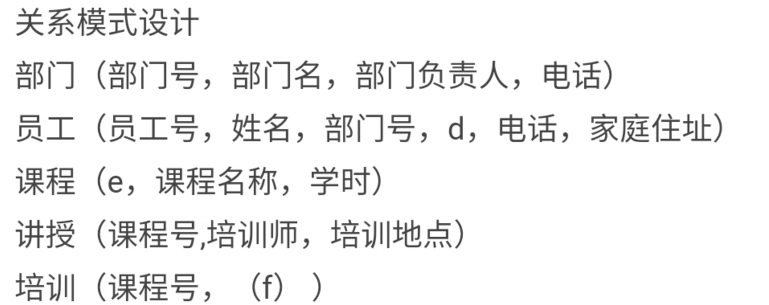 关系模式设计
部门（部门号，部门名，部门负责人，电话）
员工（员工号，姓名，部门号，d，电话，家庭住址）
课程（e，课程名称，学时）
讲授（课程号,培训师，培训地点）
培训（课程号，（f））